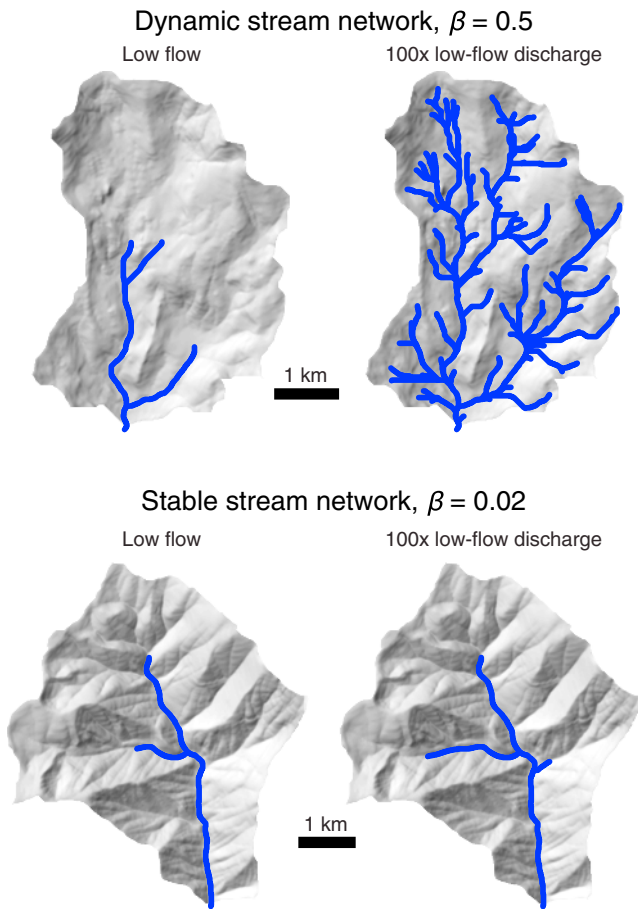 Dynamic stream network, β = 0.5
Low flow
100x low-flow discharge
1 km
Stable stream network, β = 0.02
Low flow
100x low-flow discharge
1 km